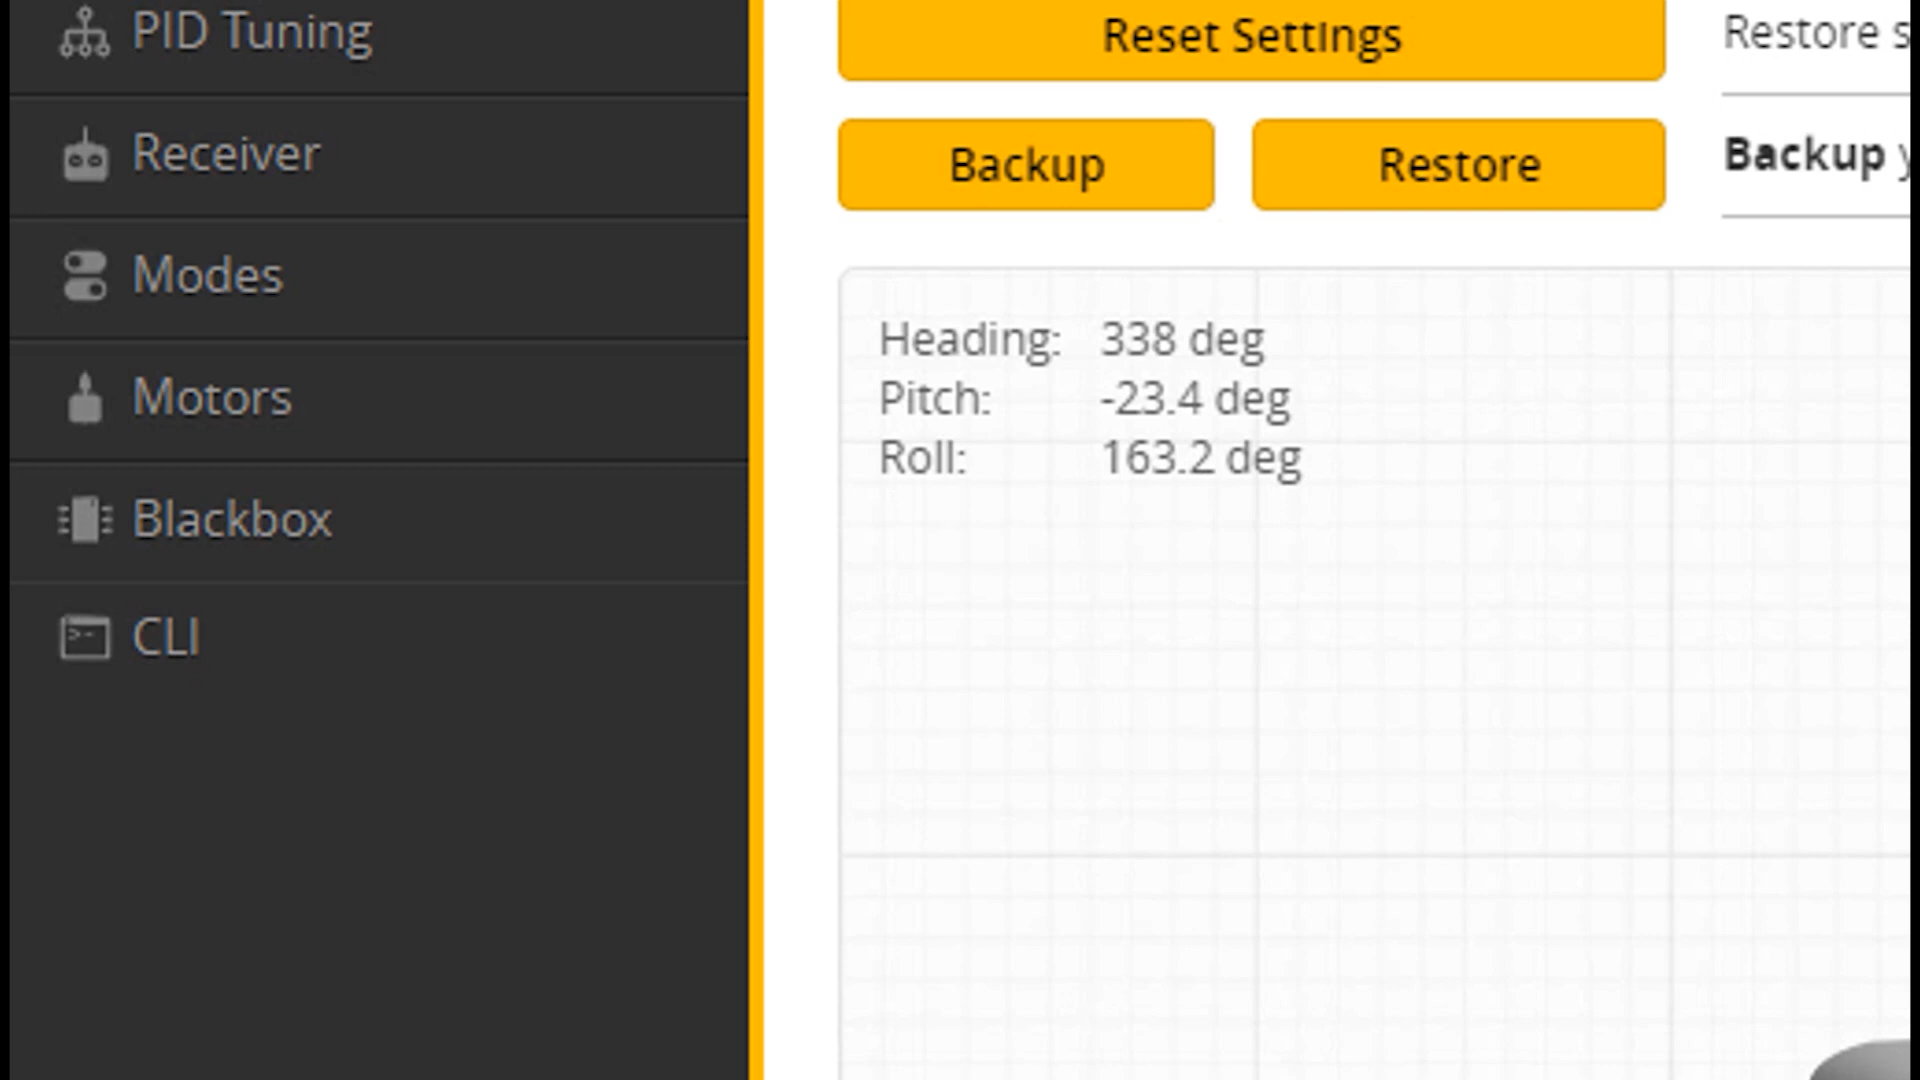 PID Tuning
Receiver
Modes
Motors
Blackbox
CLI
Reset Settings
Backup
Restore
Restore
Backup
Heading: 338 deg
Pitch: -23.4 deg
Roll: 163.2 deg